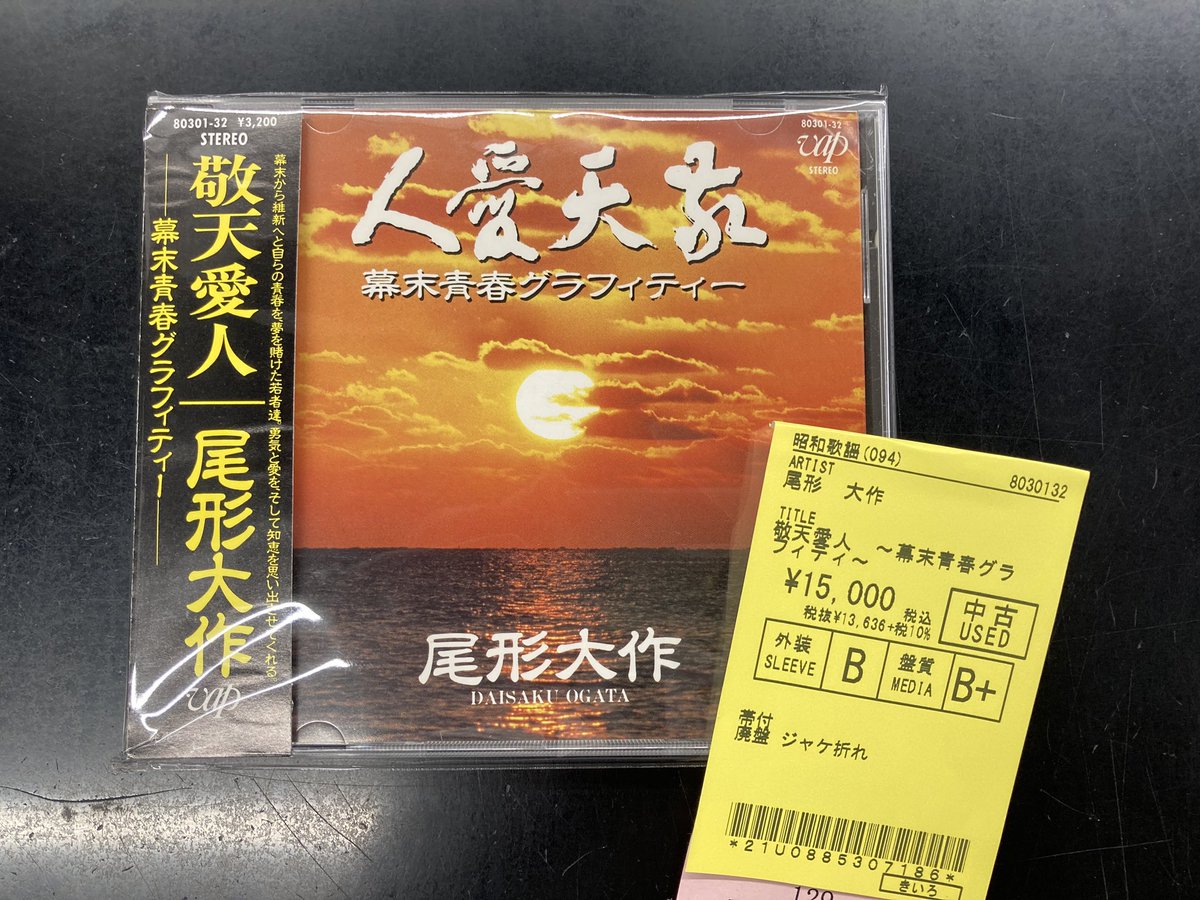 80301-32 ¥3,200
STEREO
敬天愛人
尾形大作
幕末青春グラフィティー
幕末から維新へと自らの青春を、夢を賭けた若者達。勇気と愛を、そして知恵を思い出させてくれる。
vap
80301-32
vap
STEREO
人愛天敬
幕末青春グラフィティー
尾形大作
DAISAKU OGATA
昭和歌謡(094)
8030132
ARTIST
尾形 大作
TITLE
敬天愛人 ~幕末青春グラ
フィティ~
¥15,000 税込
税抜¥13,636+税10%
中古
USED
外装
SLEEVE
B
盤質
MEDIA
B+
帯付
廃盤 ジャケ折れ
*21U0885307186*
きいろ